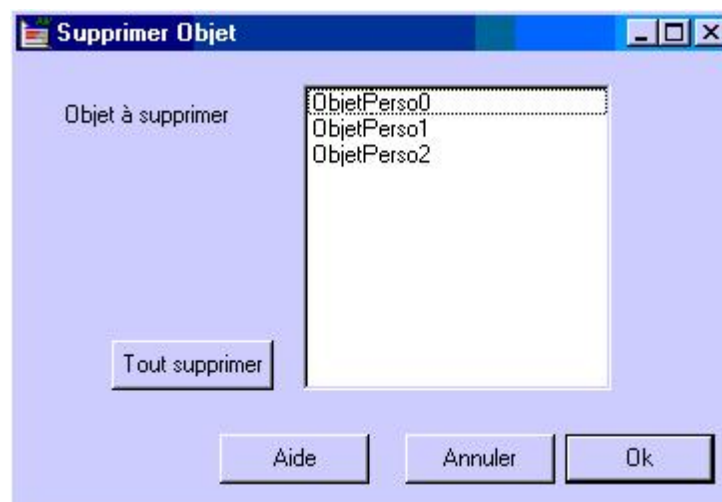 Supprimer Objet
Objet à supprimer
ObjetPerso0
ObjetPerso1
ObjetPerso2
Tout supprimer
Aide
Annuler
Ok